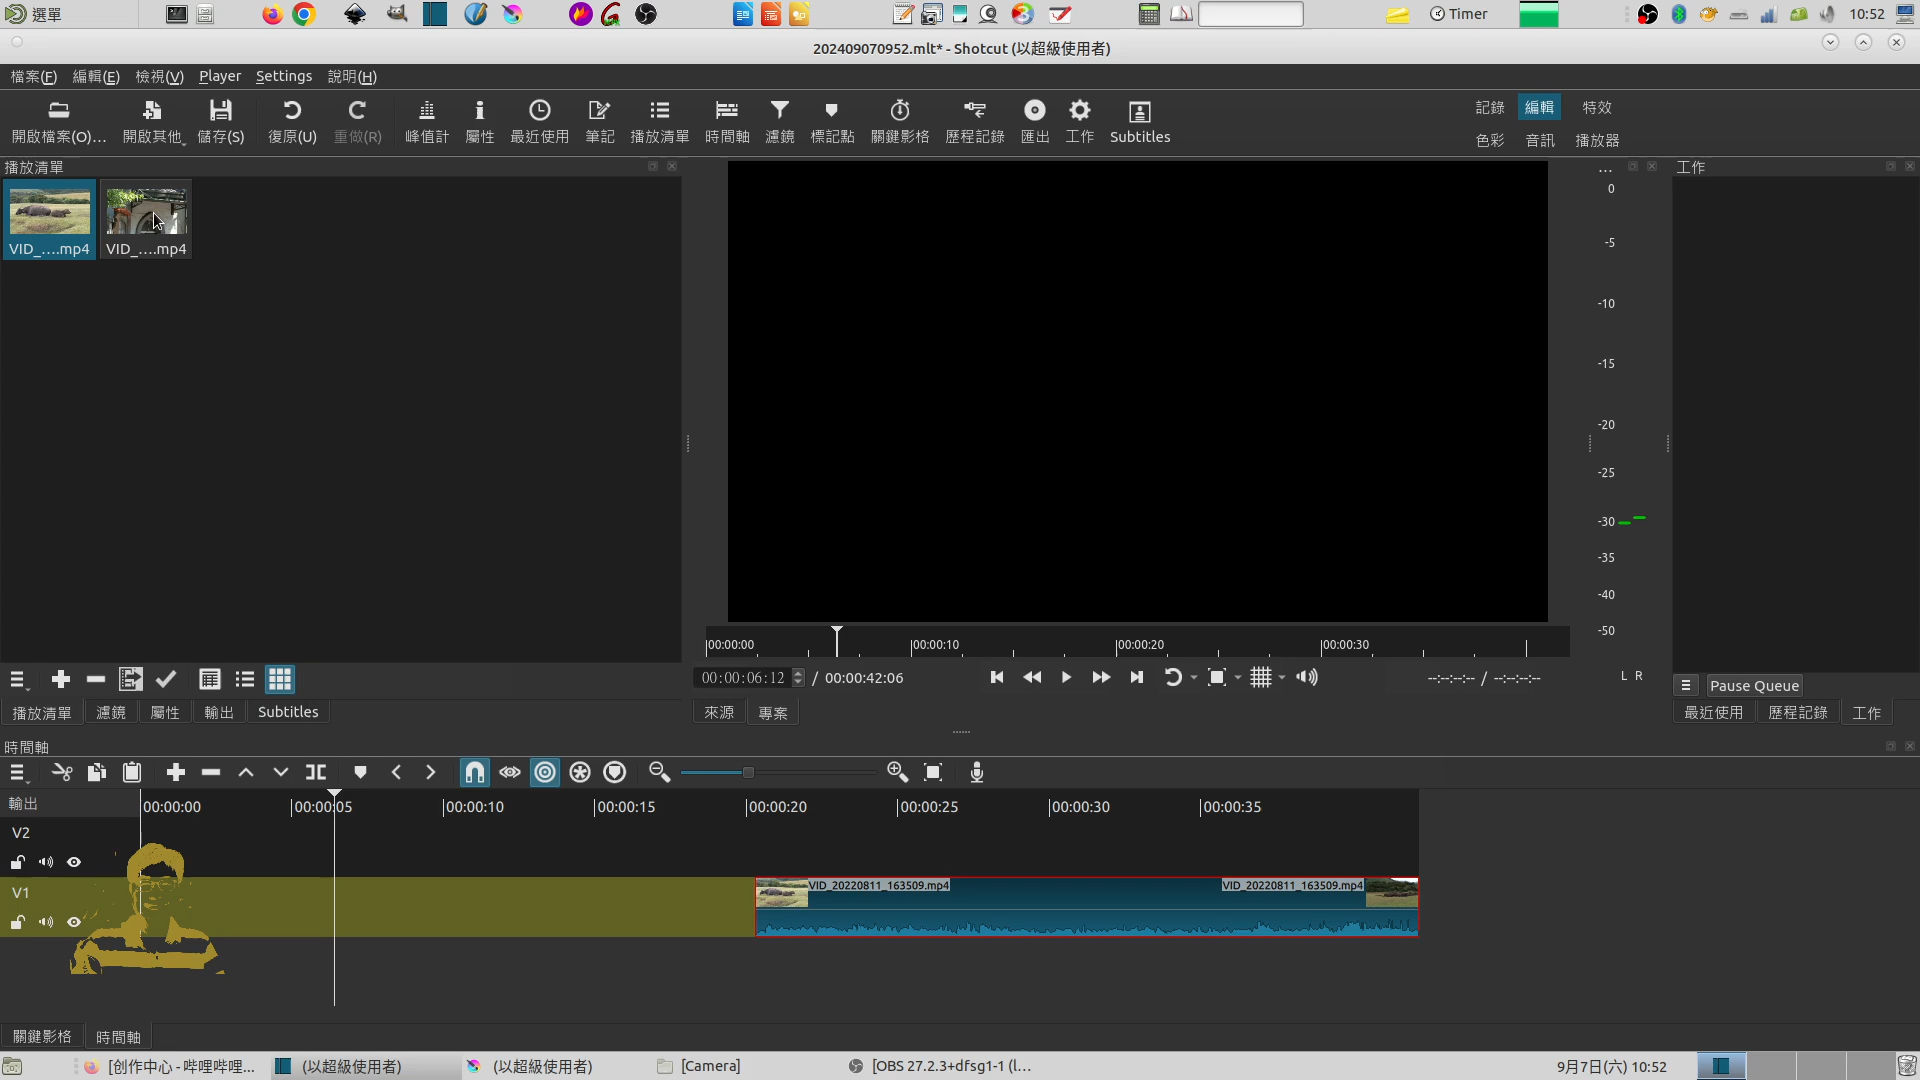 選單
Timer
10:52
202409070952.mlt* - Shotcut (以超級使用者)
檔案(F) 編輯(E) 檢視(V) Player Settings 說明(H)
開啟檔案(O)... 開啟其他 儲存(S) 復原(U) 重做(R) 峰值計 屬性 最近使用 筆記 播放清單 時間軸 濾鏡 標記點 關鍵影格 歷程記錄 匯出 工作 Subtitles
記錄 編輯 特效
色彩 音訊 播放器
播放清單
... 工作
VID_....mp4 VID_....mp4
0
-5
-10
-15
-20
-25
-30
-35
-40
-50
L R
00:00:00 00:00:10 00:00:20 00:00:30
00:00:06:12 / 00:00:42:06
--:--:--:-- / --:--:--:--
Pause Queue
播放清單 濾鏡 屬性 輸出 Subtitles
來源 專案
最近使用 歷程記錄 工作
時間軸
輸出
00:00:00 00:00:05 00:00:10 00:00:15 00:00:20 00:00:25 00:00:30 00:00:35
V2
V1
VID_20220811_163509.mp4 VID_20220811_163509.mp4
關鍵影格 時間軸
[创作中心 - 哔哩哔哩... (以超級使用者) (以超級使用者) [Camera] [OBS 27.2.3+dfsg1-1 (l...
9月7日(六) 10:52